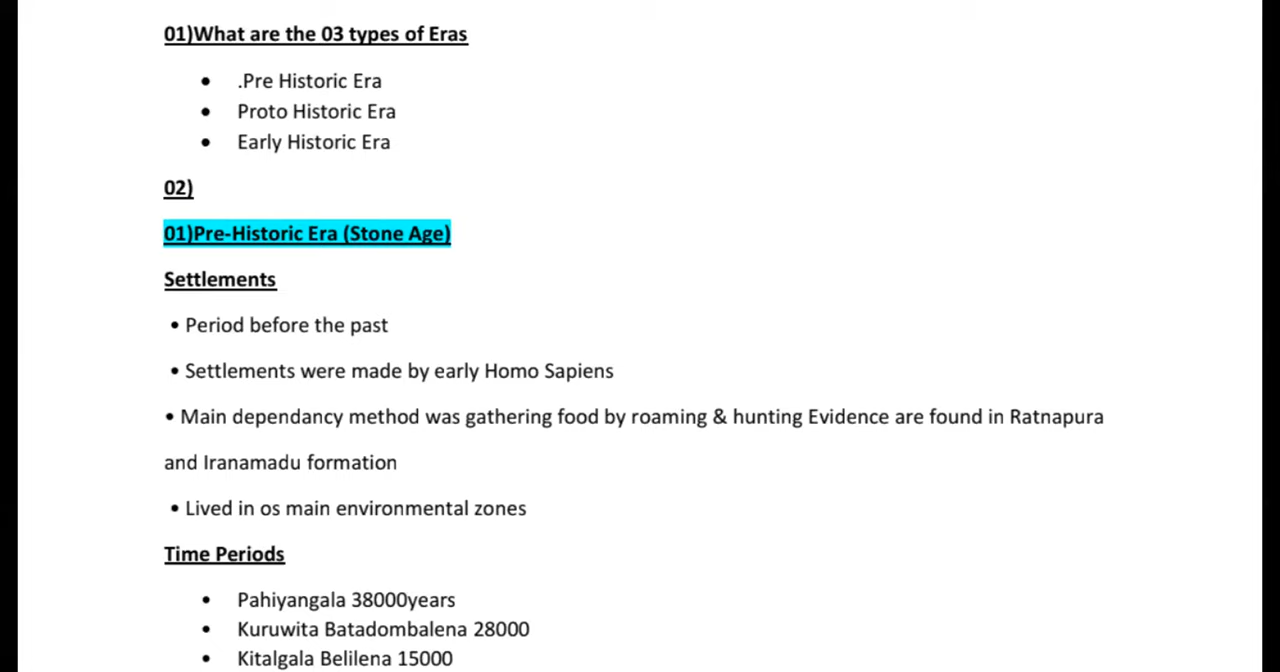 01)What are the 03 types of Eras
• .Pre Historic Era
• Proto Historic Era
• Early Historic Era
02)
01)Pre-Historic Era (Stone Age)
Settlements
• Period before the past
• Settlements were made by early Homo Sapiens
• Main dependancy method was gathering food by roaming & hunting Evidence are found in Ratnapura
and Iranamadu formation
• Lived in os main environmental zones
Time Periods
• Pahiyangala 38000years
• Kuruwita Batadombalena 28000
• Kitalgala Belilena 15000